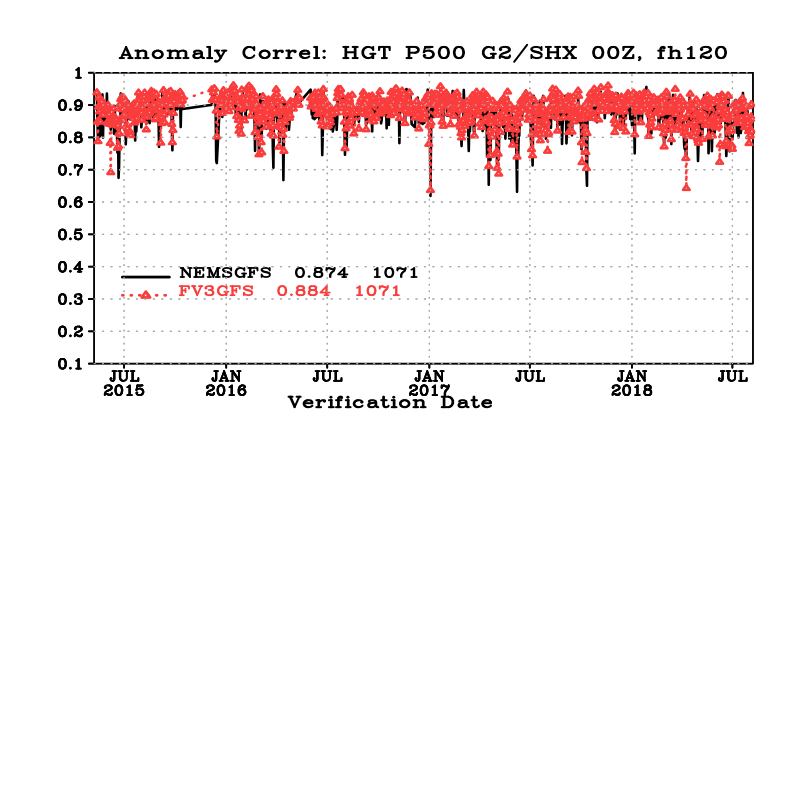 Anomaly Correl: HGT P500 G2/SHX 00Z, fh120
1
0.9
0.8
0.7
0.6
0.5
0.4
0.3
0.2
0.1
NEMSGFS 0.874 1071
FV3GFS 0.884 1071
JUL JAN JUL JAN JUL JAN JUL
2015 2016 2017 2018
Verification Date